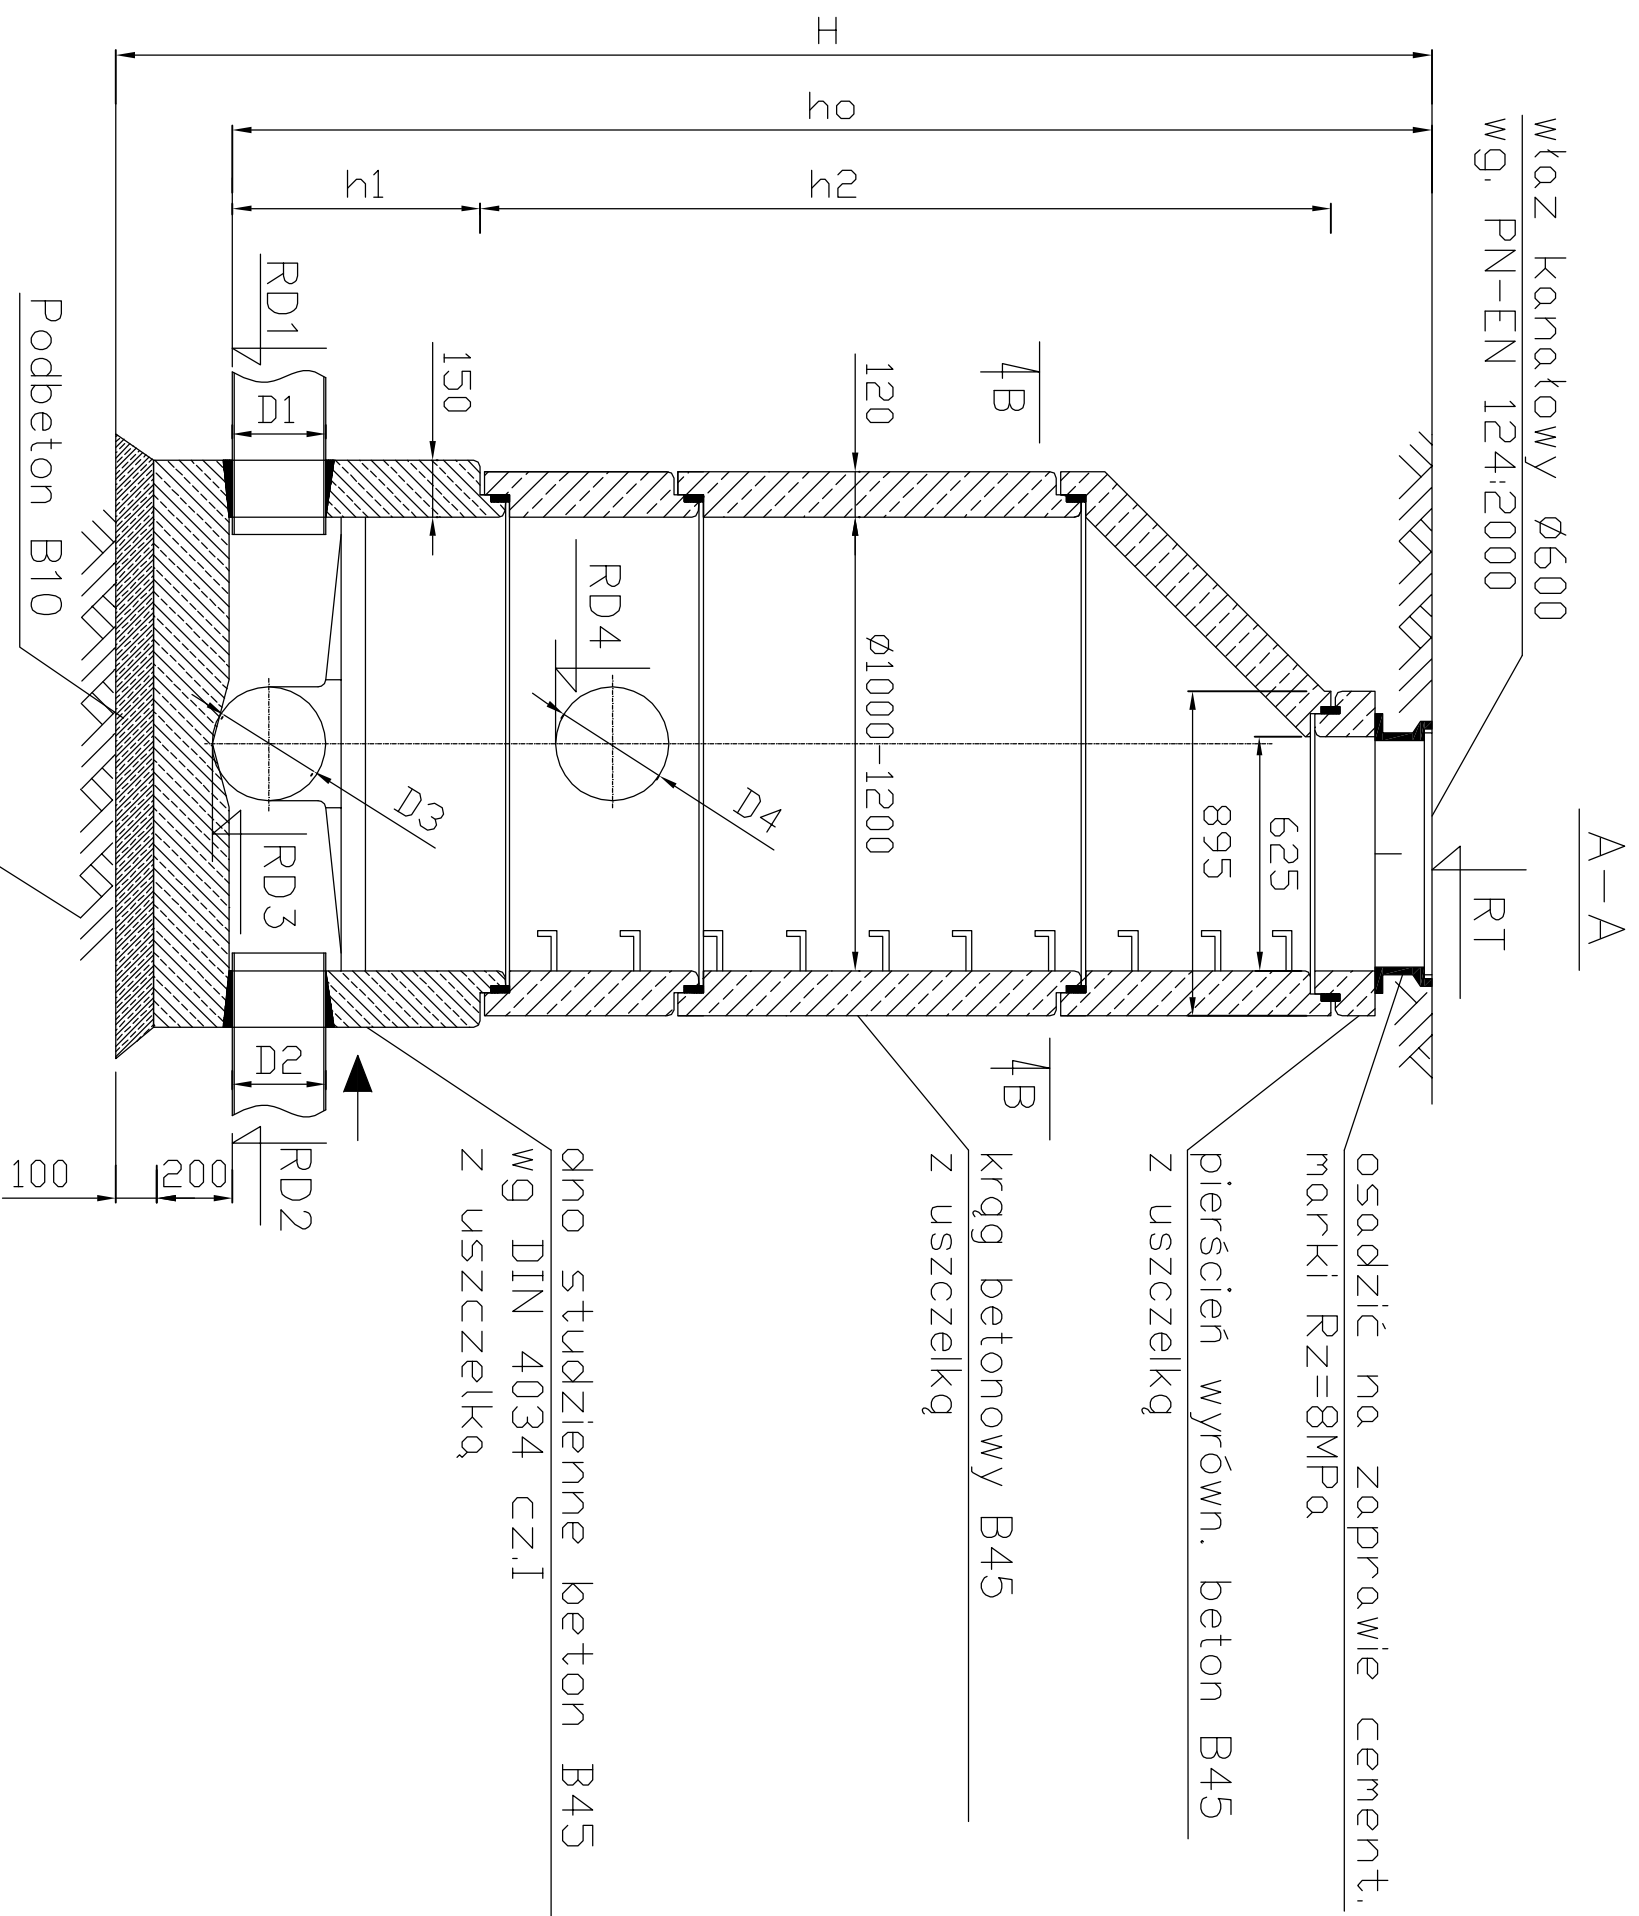 A-A
właz kanałowy Ø600
wg. PN-EN 124:2000
RT
osadzić na zaprawie cement.
marki Rz=8MPa
pierścień wyrówn. beton B45
z uszczelką
krąg betonowy B45
z uszczelką
dno studzienne beton B45
wg DIN 4034 cz.I
z uszczelką
Podbeton B10
H
ho
h1
h2
625
895
B
B
120
Ø1000-1200
150
RD4
D4
RD1
D1
D3
RD3
D2
RD2
200
100